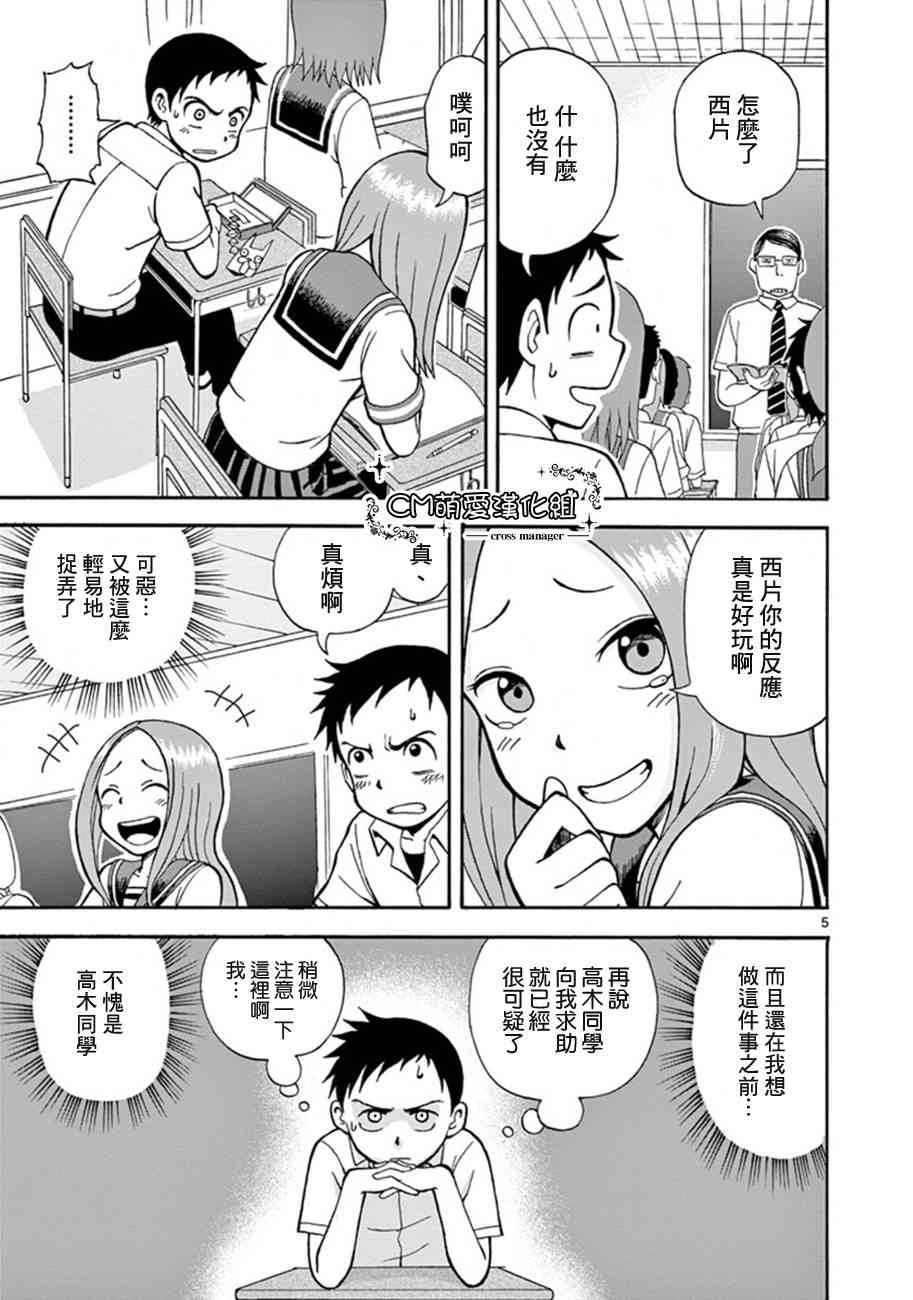 怎麼了
西片
什 什麼
也沒有
噗呵呵
………
西片你的反應
真是好玩啊
真、
真煩啊
可惡…
又被這麼
輕易地
捉弄了
CM萌愛漢化組
cross manager
5
而且還在我想
做這件事之前…
再說
高木同學
向我求助
就已經
很可疑了
稍微
注意一下
這裡啊
我…
不愧是
高木同學